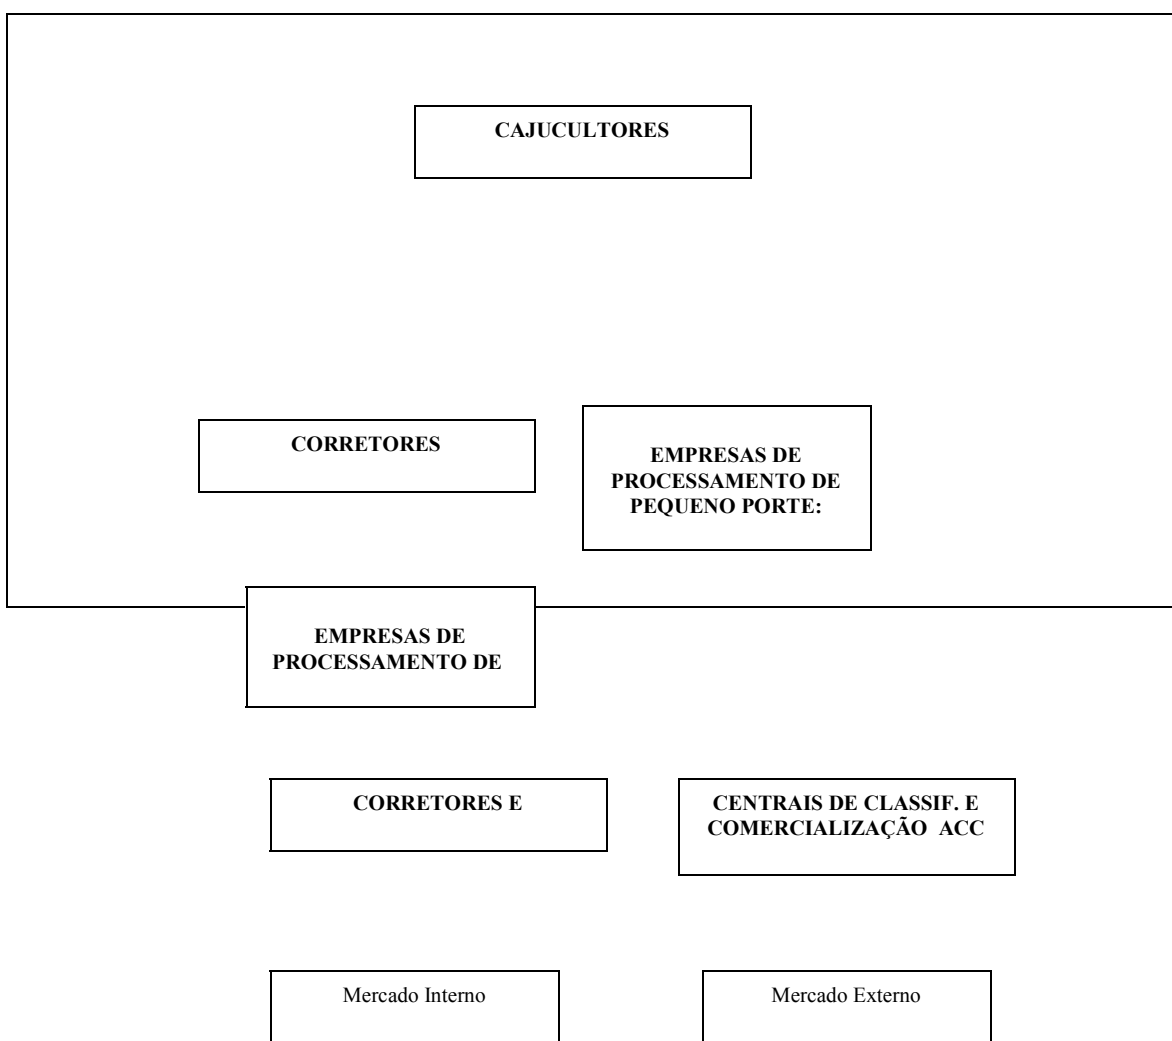 CAJUCULTORES
CORRETORES
EMPRESAS DE
PROCESSAMENTO DE
PEQUENO PORTE:
EMPRESAS DE
PROCESSAMENTO DE
CORRETORES E
CENTRAIS DE CLASSIF. E
COMERCIALIZAÇÃO ACC
Mercado Interno
Mercado Externo